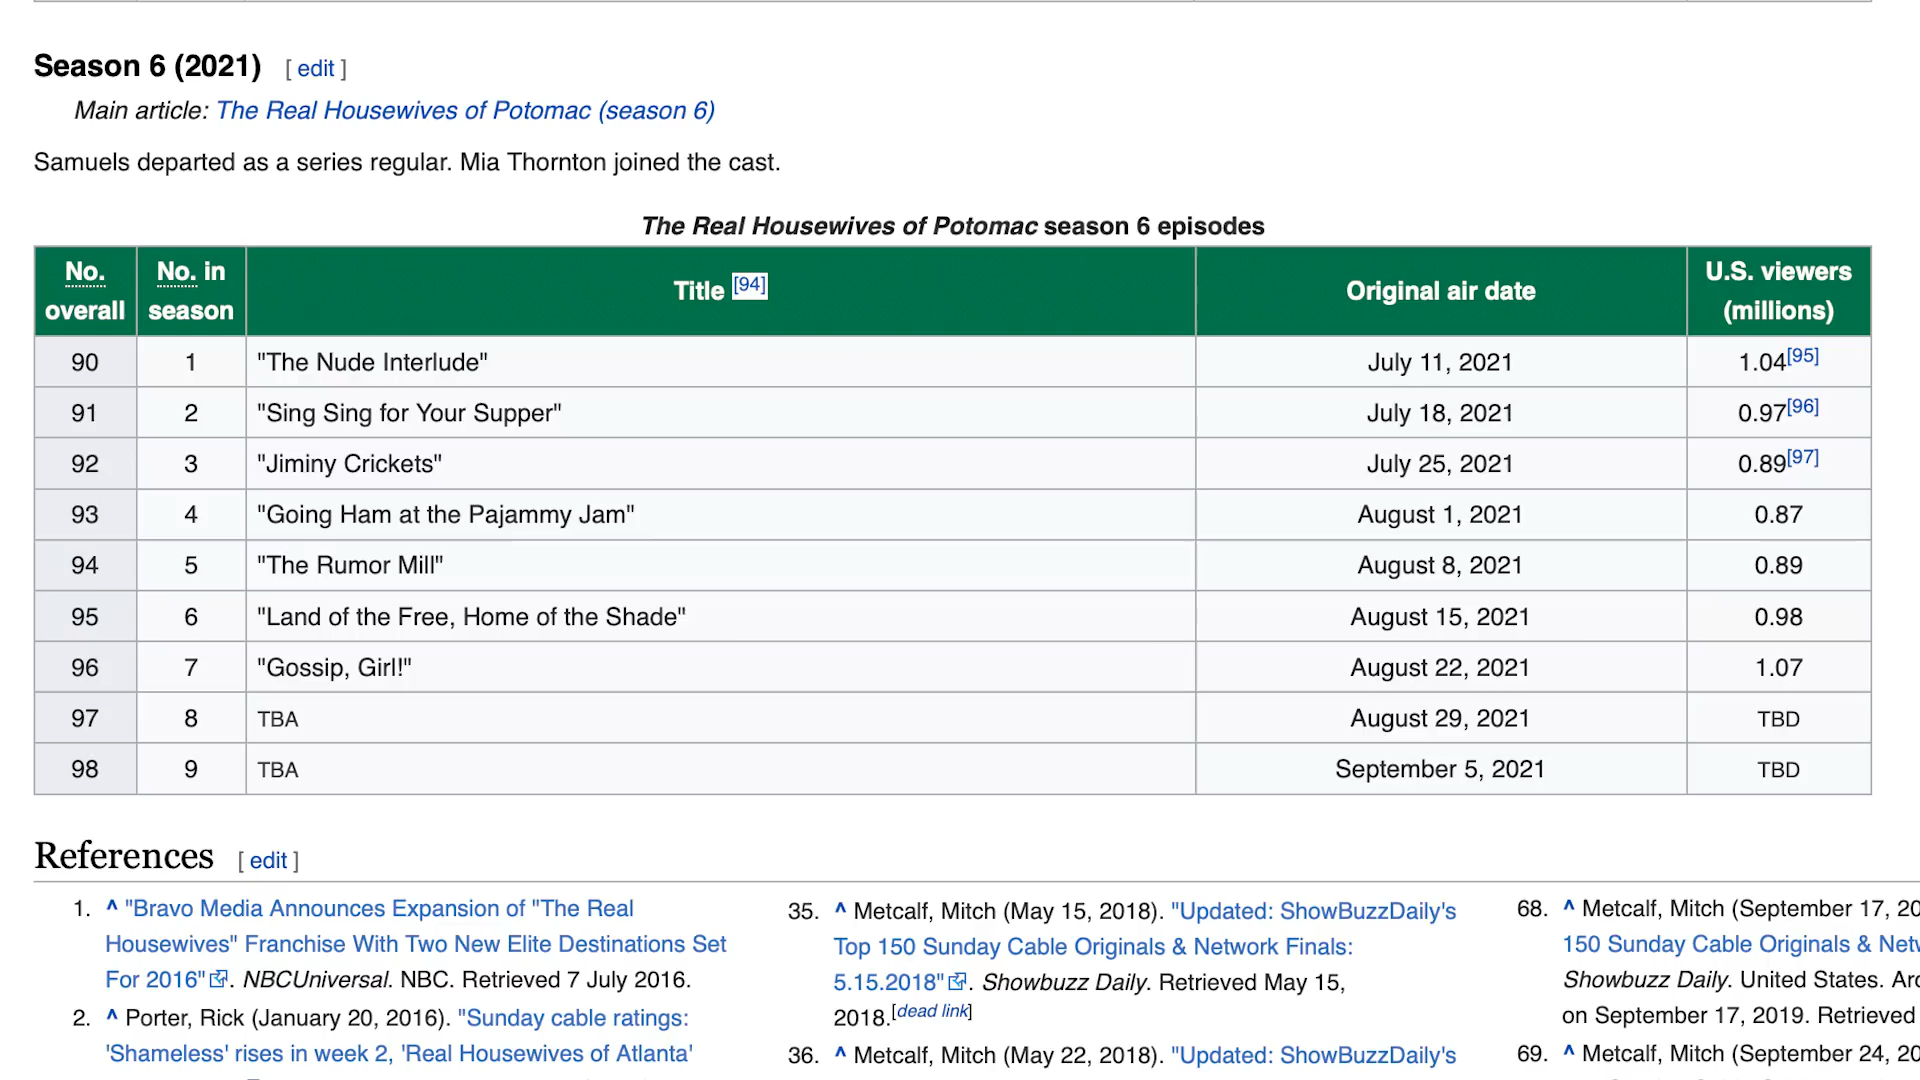 Season 6 (2021) [ edit ]
Main article: The Real Housewives of Potomac (season 6)
Samuels departed as a series regular. Mia Thornton joined the cast.
The Real Housewives of Potomac season 6 episodes
No. overall No. in season Title [94] Original air date U.S. viewers (millions)
90 1 "The Nude Interlude" July 11, 2021 1.04[95]
91 2 "Sing Sing for Your Supper" July 18, 2021 0.97[96]
92 3 "Jiminy Crickets" July 25, 2021 0.89[97]
93 4 "Going Ham at the Pajammy Jam" August 1, 2021 0.87
94 5 "The Rumor Mill" August 8, 2021 0.89
95 6 "Land of the Free, Home of the Shade" August 15, 2021 0.98
96 7 "Gossip, Girl!" August 22, 2021 1.07
97 8 TBA August 29, 2021 TBD
98 9 TBA September 5, 2021 TBD
References [ edit ]
1. ^ "Bravo Media Announces Expansion of "The Real
Housewives" Franchise With Two New Elite Destinations Set
For 2016". NBCUniversal. NBC. Retrieved 7 July 2016.
2. ^ Porter, Rick (January 20, 2016). "Sunday cable ratings:
'Shameless' rises in week 2, 'Real Housewives of Atlanta'
35. ^ Metcalf, Mitch (May 15, 2018). "Updated: ShowBuzzDaily's
Top 150 Sunday Cable Originals & Network Finals:
5.15.2018". Showbuzz Daily. Retrieved May 15,
2018.[dead link]
36. ^ Metcalf, Mitch (May 22, 2018). "Updated: ShowBuzzDaily's
68. ^ Metcalf, Mitch (September 17, 20
150 Sunday Cable Originals & Netw
Showbuzz Daily. United States. Arc
on September 17, 2019. Retrieved
69. ^ Metcalf, Mitch (September 24, 20